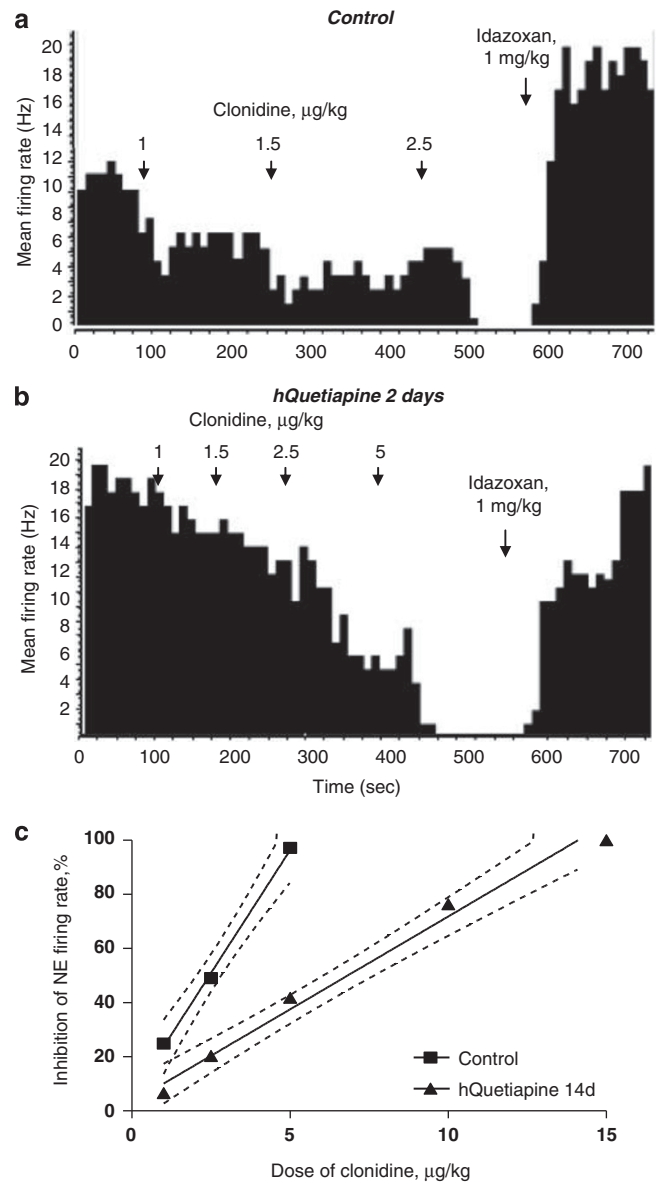 a
Control
Mean firing rate (Hz)
20
18
16
14
12
10
8
6
4
2
0
Clonidine, μg/kg
1
1.5
2.5
Idazoxan,
1 mg/kg
0 100 200 300 400 500 600 700
b
hQuetiapine 2 days
Clonidine, μg/kg
1 1.5 2.5 5
Idazoxan,
1 mg/kg
Mean firing rate (Hz)
20
18
16
14
12
10
8
6
4
2
0 100 200 300 400 500 600 700
Time (sec)
c
Inhibition of NE firing rate,%
100
80
60
40
20
0
Control
hQuetiapine 14d
0 5 10 15
Dose of clonidine, μg/kg